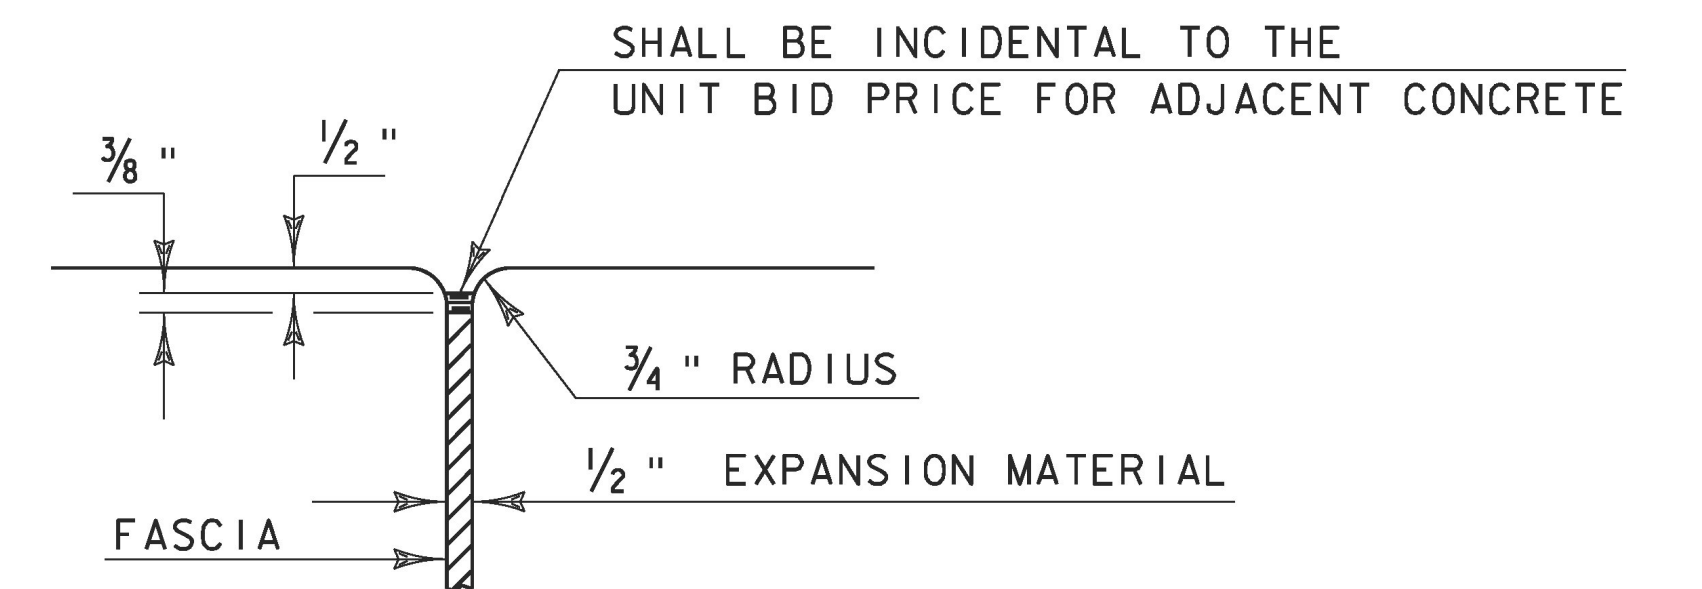 SHALL BE INCIDENTAL TO THE
UNIT BID PRICE FOR ADJACENT CONCRETE
3/8 "
1/2 "
3/4 " RADIUS
1/2 " EXPANSION MATERIAL
FASCIA